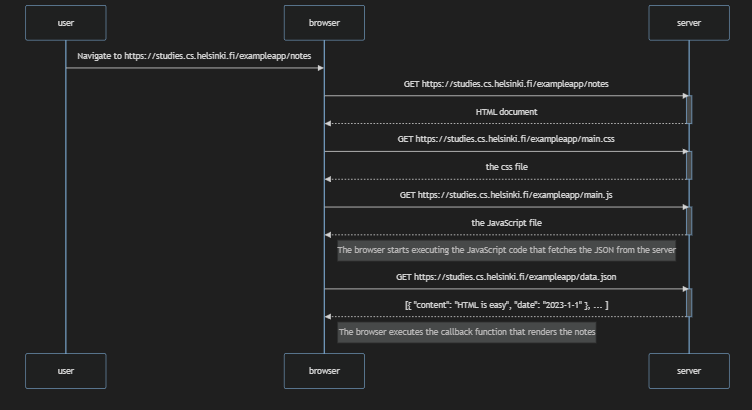 user browser server
Navigate to https://studies.cs.helsinki.fi/exampleapp/notes
GET https://studies.cs.helsinki.fi/exampleapp/notes
HTML document
GET https://studies.cs.helsinki.fi/exampleapp/main.css
the css file
GET https://studies.cs.helsinki.fi/exampleapp/main.js
the JavaScript file
The browser starts executing the JavaScript code that fetches the JSON from the server
GET https://studies.cs.helsinki.fi/exampleapp/data.json
[{ "content": "HTML is easy", "date": "2023-1-1" }, ... ]
The browser executes the callback function that renders the notes
user browser server